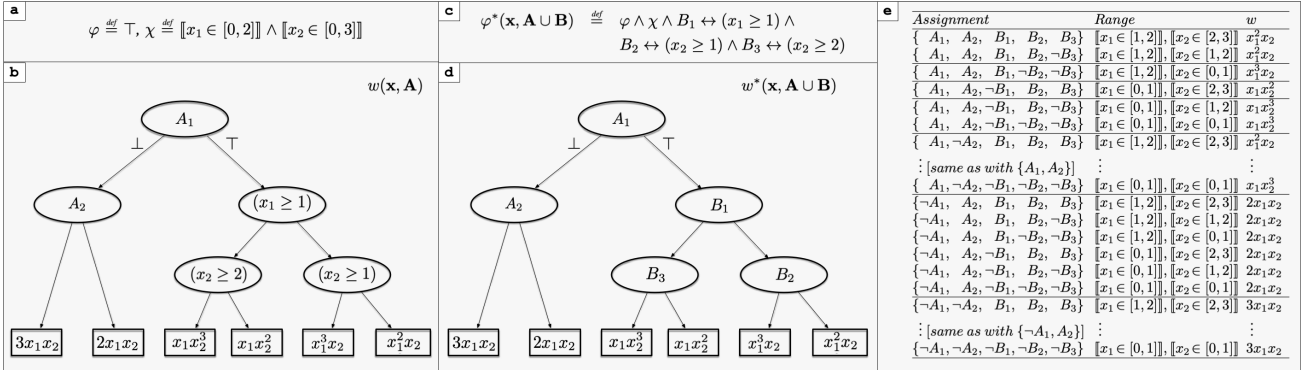 a
φ ≝ ⊤, χ ≝ ⟦x₁ ∈ [0, 2]⟧ ∧ ⟦x₂ ∈ [0, 3]⟧
b
w(x, A)
A₁
⊥ ⊤
A₂ (x₁ ≥ 1)
(x₂ ≥ 2) (x₂ ≥ 1)
3x₁x₂ 2x₁x₂ x₁x₂³ x₁x₂² x₁³x₂ x₁²x₂
c
φ*(x, A ∪ B) ≝ φ ∧ χ ∧ B₁ ↔ (x₁ ≥ 1) ∧
B₂ ↔ (x₂ ≥ 1) ∧ B₃ ↔ (x₂ ≥ 2)
d
w*(x, A ∪ B)
A₁
⊥ ⊤
A₂ B₁
B₃ B₂
3x₁x₂ 2x₁x₂ x₁x₂³ x₁x₂² x₁³x₂ x₁²x₂
e
Assignment Range w
{ A₁, A₂, B₁, B₂, B₃} ⟦x₁ ∈ [1, 2]⟧, ⟦x₂ ∈ [2, 3]⟧ x₁²x₂
{ A₁, A₂, B₁, B₂, ¬B₃} ⟦x₁ ∈ [1, 2]⟧, ⟦x₂ ∈ [1, 2]⟧ x₁²x₂
{ A₁, A₂, B₁, ¬B₂, ¬B₃} ⟦x₁ ∈ [1, 2]⟧, ⟦x₂ ∈ [0, 1]⟧ x₁³x₂
{ A₁, A₂, ¬B₁, B₂, B₃} ⟦x₁ ∈ [0, 1]⟧, ⟦x₂ ∈ [2, 3]⟧ x₁x₂²
{ A₁, A₂, ¬B₁, B₂, ¬B₃} ⟦x₁ ∈ [0, 1]⟧, ⟦x₂ ∈ [1, 2]⟧ x₁x₂³
{ A₁, A₂, ¬B₁, ¬B₂, ¬B₃} ⟦x₁ ∈ [0, 1]⟧, ⟦x₂ ∈ [0, 1]⟧ x₁x₂³
{ A₁, ¬A₂, B₁, B₂, B₃} ⟦x₁ ∈ [1, 2]⟧, ⟦x₂ ∈ [2, 3]⟧ x₁²x₂
⋮ [same as with {A₁, A₂}] ⋮ ⋮
{ A₁, ¬A₂, ¬B₁, ¬B₂, ¬B₃} ⟦x₁ ∈ [0, 1]⟧, ⟦x₂ ∈ [0, 1]⟧ x₁x₂³
{¬A₁, A₂, B₁, B₂, B₃} ⟦x₁ ∈ [1, 2]⟧, ⟦x₂ ∈ [2, 3]⟧ 2x₁x₂
{¬A₁, A₂, B₁, B₂, ¬B₃} ⟦x₁ ∈ [1, 2]⟧, ⟦x₂ ∈ [1, 2]⟧ 2x₁x₂
{¬A₁, A₂, B₁, ¬B₂, ¬B₃} ⟦x₁ ∈ [1, 2]⟧, ⟦x₂ ∈ [0, 1]⟧ 2x₁x₂
{¬A₁, A₂, ¬B₁, B₂, B₃} ⟦x₁ ∈ [0, 1]⟧, ⟦x₂ ∈ [2, 3]⟧ 2x₁x₂
{¬A₁, A₂, ¬B₁, B₂, ¬B₃} ⟦x₁ ∈ [0, 1]⟧, ⟦x₂ ∈ [1, 2]⟧ 2x₁x₂
{¬A₁, A₂, ¬B₁, ¬B₂, ¬B₃} ⟦x₁ ∈ [0, 1]⟧, ⟦x₂ ∈ [0, 1]⟧ 2x₁x₂
{¬A₁, ¬A₂, B₁, B₂, B₃} ⟦x₁ ∈ [1, 2]⟧, ⟦x₂ ∈ [2, 3]⟧ 3x₁x₂
⋮ [same as with {¬A₁, A₂}] ⋮ ⋮
{¬A₁, ¬A₂, ¬B₁, ¬B₂, ¬B₃} ⟦x₁ ∈ [0, 1]⟧, ⟦x₂ ∈ [0, 1]⟧ 3x₁x₂